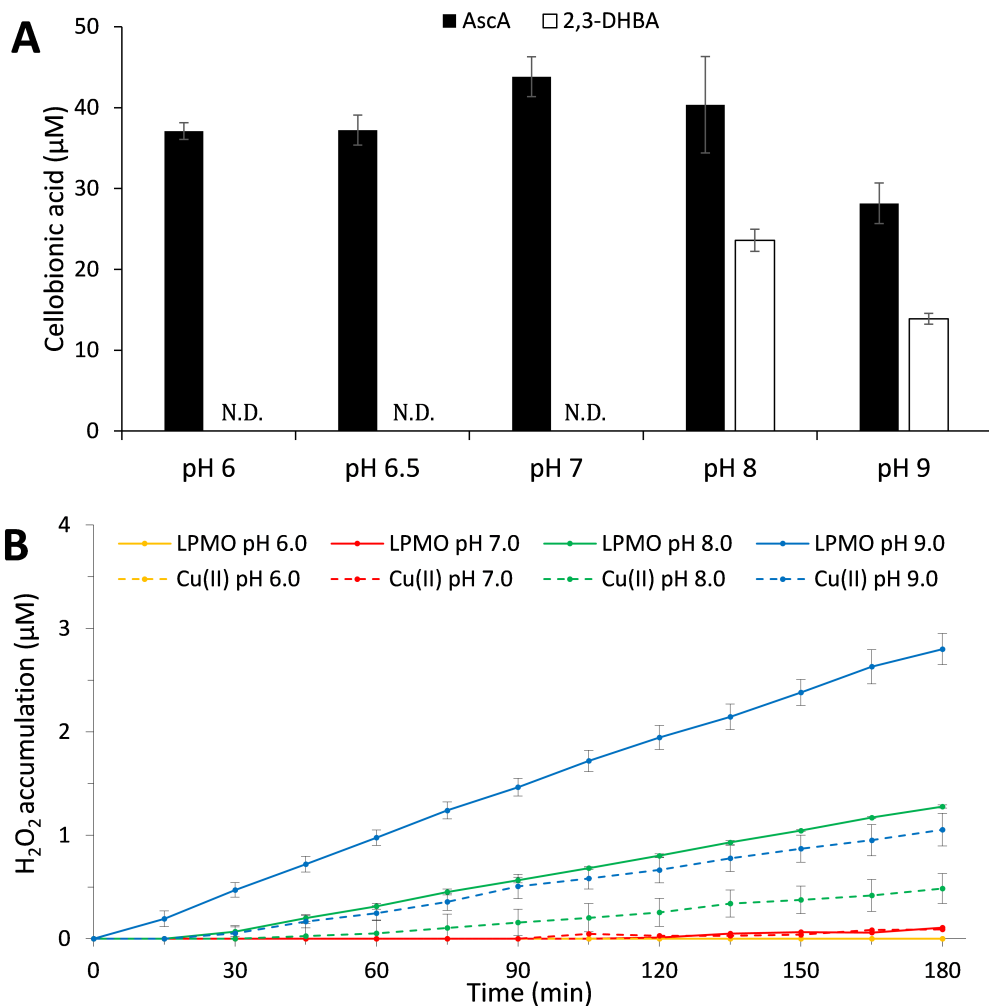 A
AscA 2,3-DHBA
Cellobionic acid (µM)
50
40
30
20
10
0
N.D. N.D. N.D.
pH 6 pH 6.5 pH 7 pH 8 pH 9
B
LPMO pH 6.0 LPMO pH 7.0 LPMO pH 8.0 LPMO pH 9.0
Cu(II) pH 6.0 Cu(II) pH 7.0 Cu(II) pH 8.0 Cu(II) pH 9.0
H₂O₂ accumulation (µM)
4
3
2
1
0
0 30 60 90 120 150 180
Time (min)